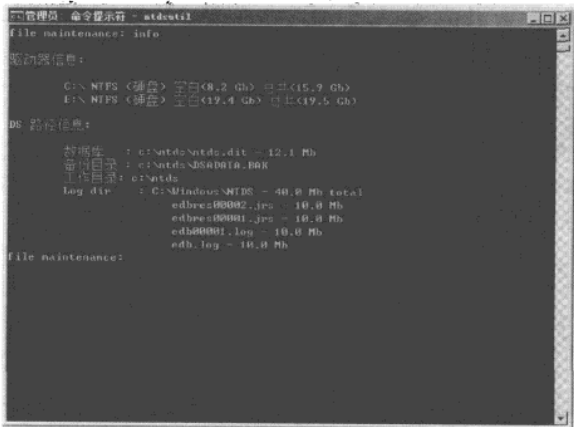 管理员: 命令提示符 - ntdsutil
file maintenance: info
驱动器信息:
C:\ NTFS (硬盘) 空白(8.2 Gb) 总共(15.9 Gb)
E:\ NTFS (硬盘) 空白(19.4 Gb) 总共(19.5 Gb)
DS 路径信息:
数据库 : c:\ntds\ntds.dit - 12.1 Mb
备份目录 : c:\ntds\DSADATA.BAK
工作目录: c:\ntds
Log dir : C:\Windows\NTDS - 40.0 Mb total
edbres00002.jrs - 10.0 Mb
edbres00001.jrs - 10.0 Mb
edb00001.log - 10.0 Mb
edb.log - 10.0 Mb
file maintenance: